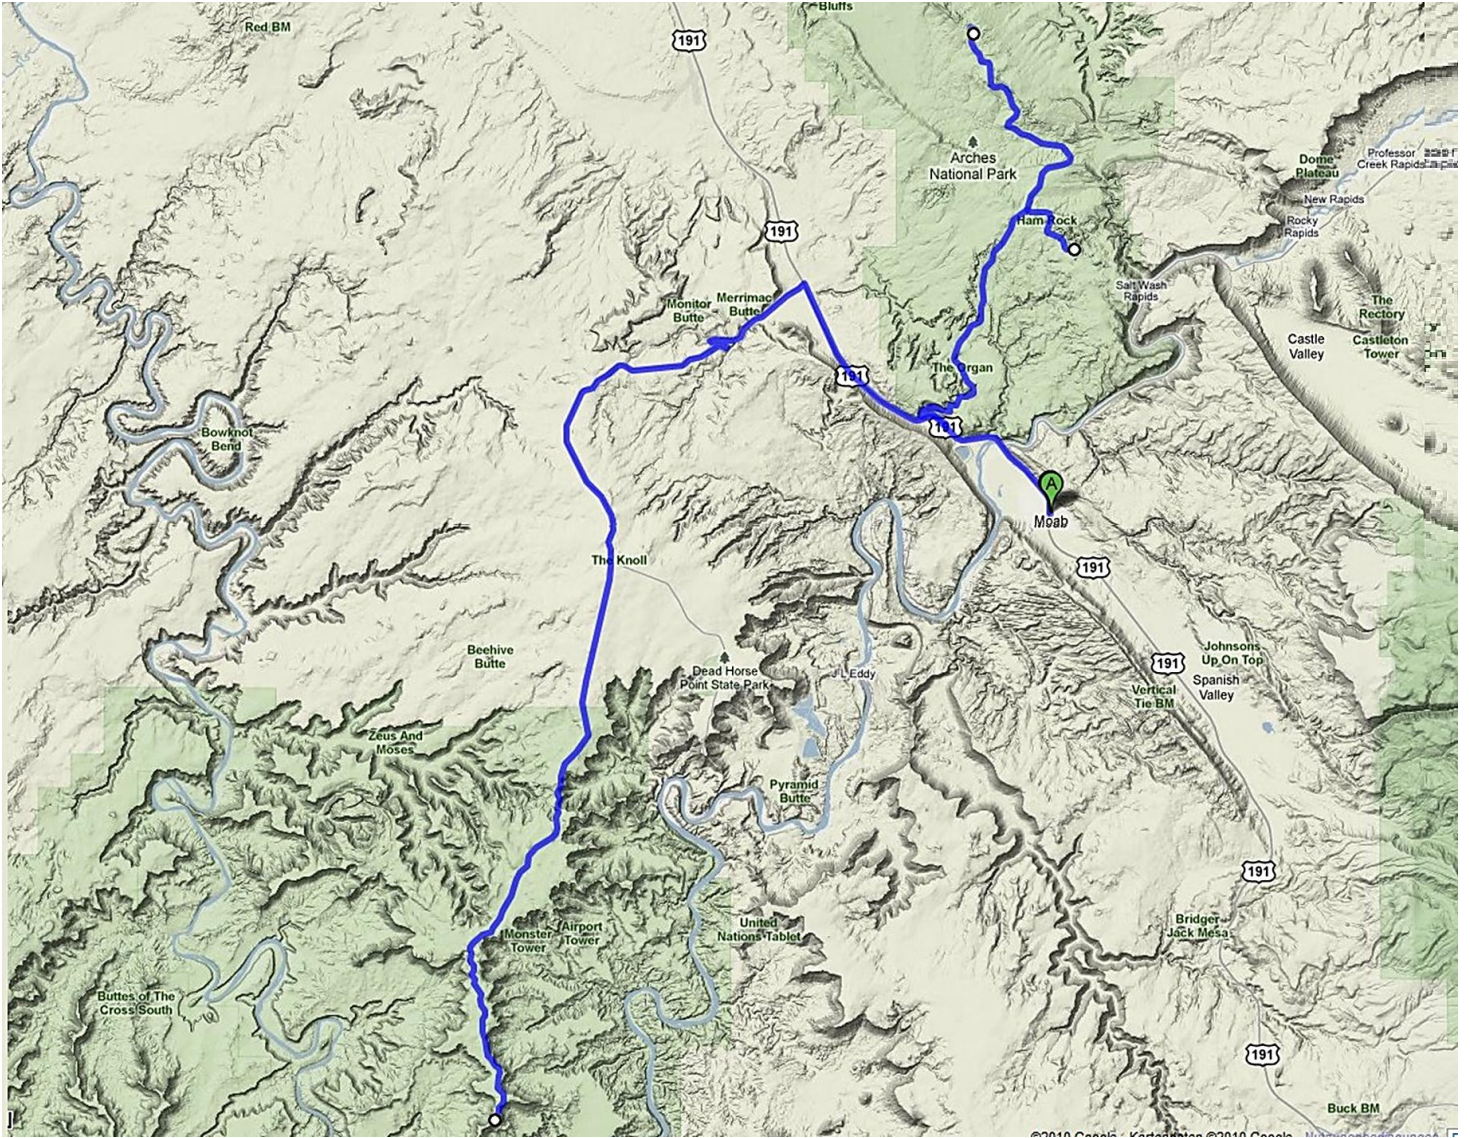 Bluffs
Red BM
191
Arches
National Park
Dome
Plateau
Professor
Creek Rapids
New Rapids
Rocky
Rapids
Ham Rock
191
Salt Wash
Rapids
Monitor
Butte
Merrimac
Butte
The
Rectory
Castle
Valley
Castleton
Tower
The Organ
191
191
Bowknot
Bend
A
Moab
The Knoll
191
Beehive
Butte
Dead Horse
Point State Park
J L Eddy
191
Johnsons
Up On Top
Spanish
Valley
Vertical
Tie BM
Zeus And
Moses
Pyramid
Butte
191
Monster
Tower
Airport
Tower
United
Nations Tablet
Bridger
Jack Mesa
Buttes of The
Cross South
191
Buck BM